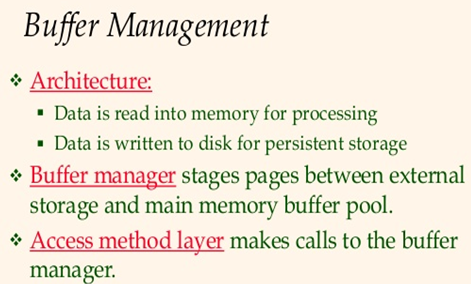 Buffer Management
Architecture:
Data is read into memory for processing
Data is written to disk for persistent storage
Buffer manager stages pages between external
storage and main memory buffer pool.
Access method layer makes calls to the buffer
manager.